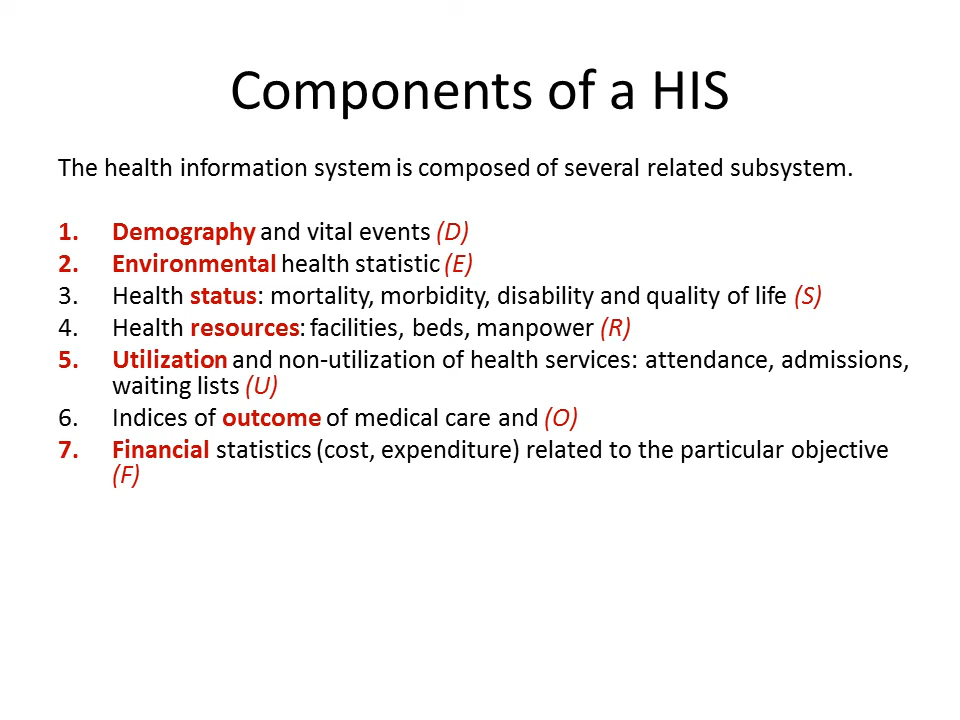 Components of a HIS
The health information system is composed of several related subsystem.
1. Demography and vital events (D)
2. Environmental health statistic (E)
3. Health status: mortality, morbidity, disability and quality of life (S)
4. Health resources: facilities, beds, manpower (R)
5. Utilization and non-utilization of health services: attendance, admissions,
waiting lists (U)
6. Indices of outcome of medical care and (O)
7. Financial statistics (cost, expenditure) related to the particular objective
(F)